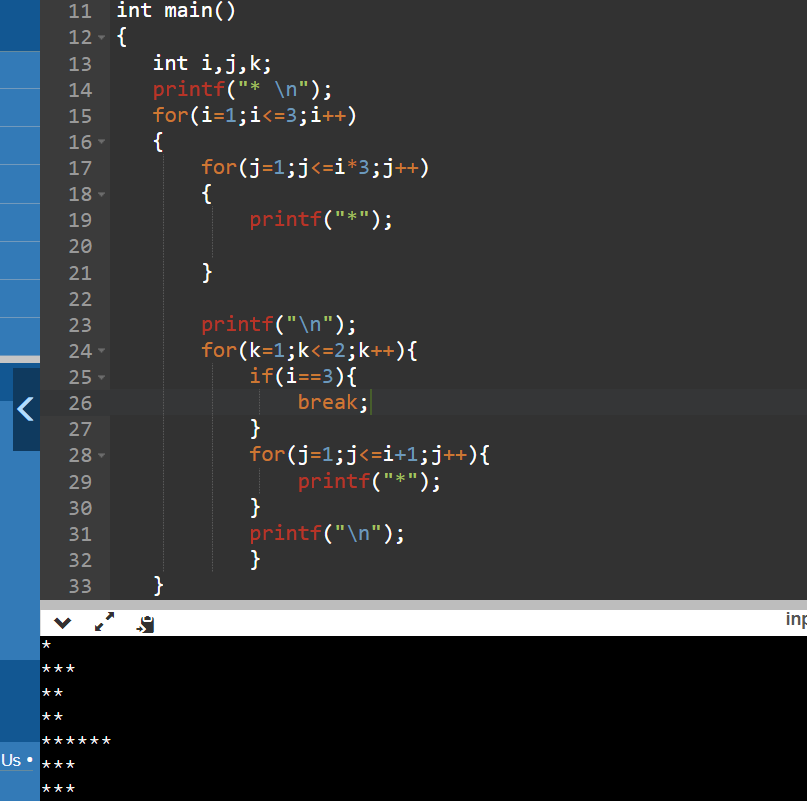 11 int main()
12 {
13 int i,j,k;
14 printf("* \n");
15 for(i=1;i<=3;i++)
16 {
17 for(j=1;j<=i*3;j++)
18 {
19 printf("*");
20
21 }
22
23 printf("\n");
24 for(k=1;k<=2;k++){
25 if(i==3){
26 break;
27 }
28 for(j=1;j<=i+1;j++){
29 printf("*");
30 }
31 printf("\n");
32 }
33 }
inp
*
***
**
**
******
Us •
***
***